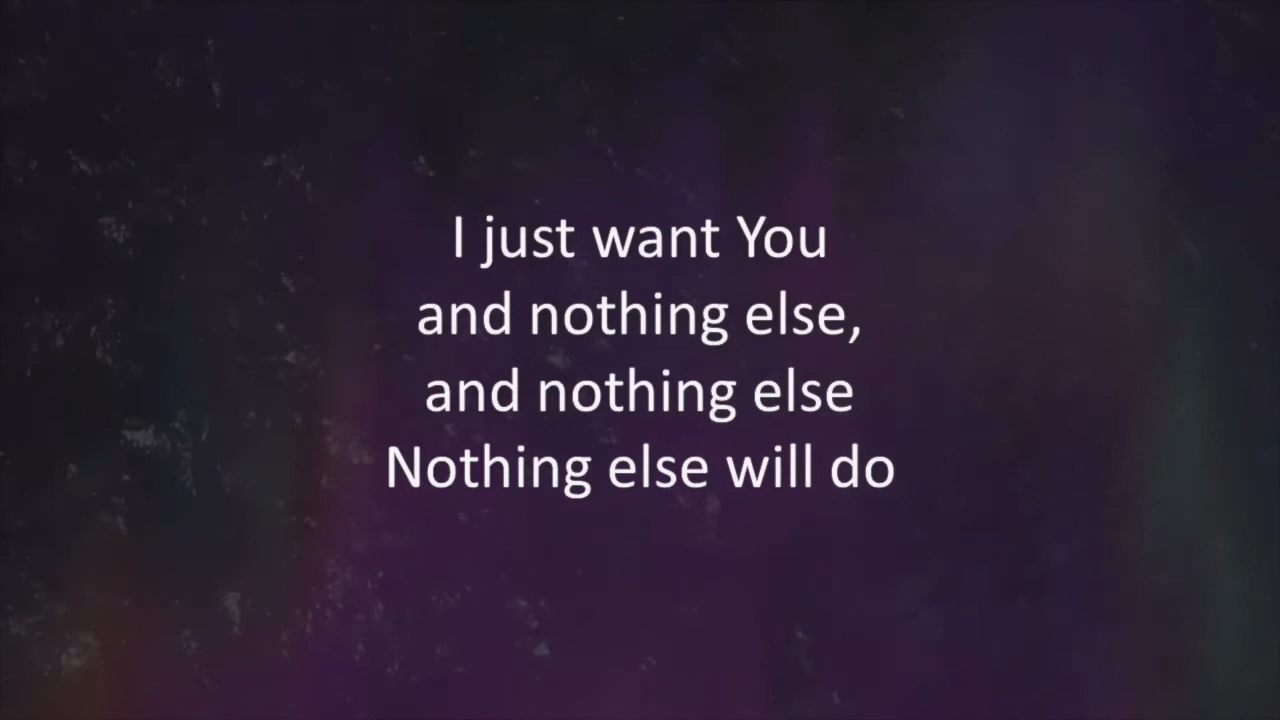 I just want You
and nothing else,
and nothing else
Nothing else will do